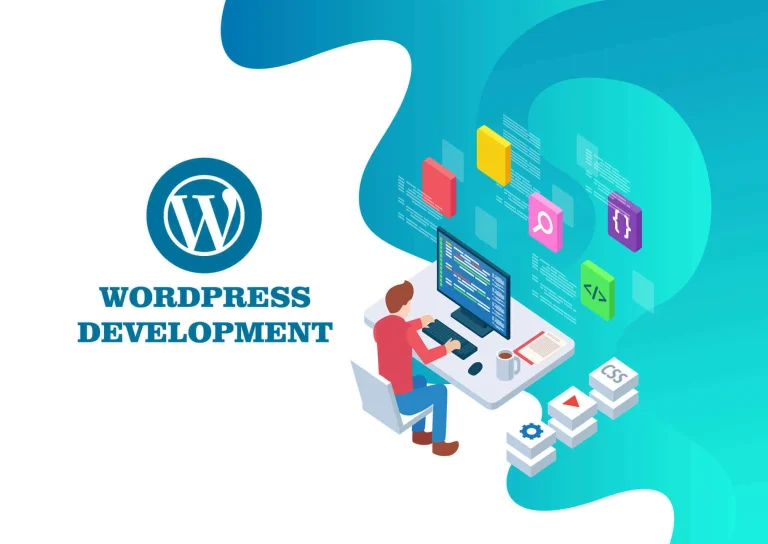 W
WORDPRESS
DEVELOPMENT
{ }
</>
CSS